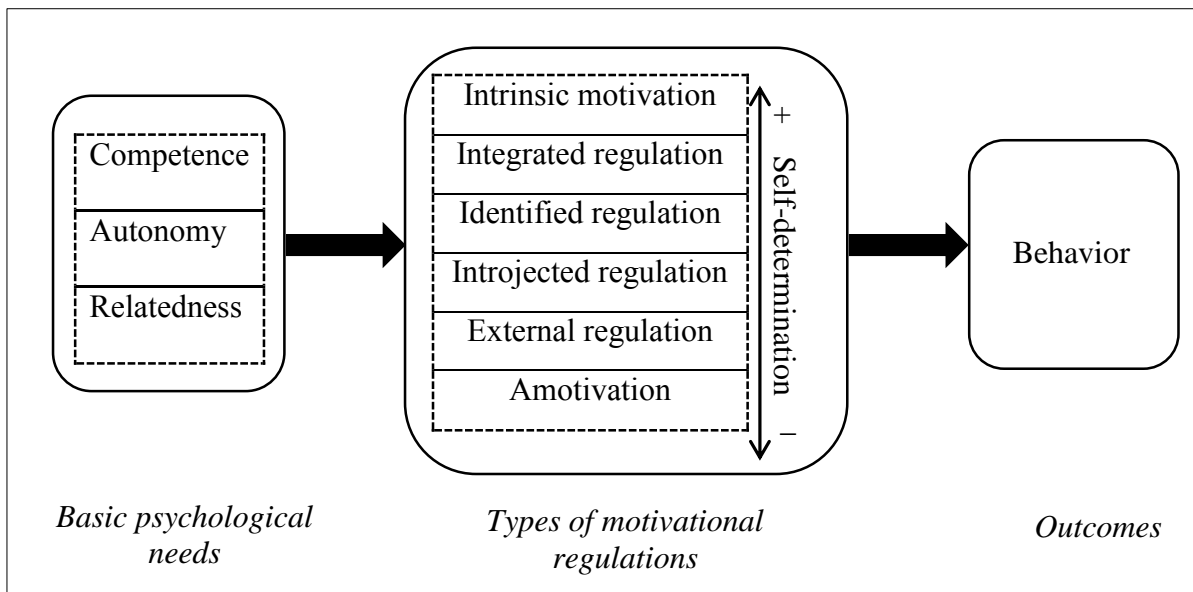 Competence
Autonomy
Relatedness
Intrinsic motivation
Integrated regulation
Identified regulation
Introjected regulation
External regulation
Amotivation
+
Self-determination
–
Behavior
Basic psychological
needs
Types of motivational
regulations
Outcomes